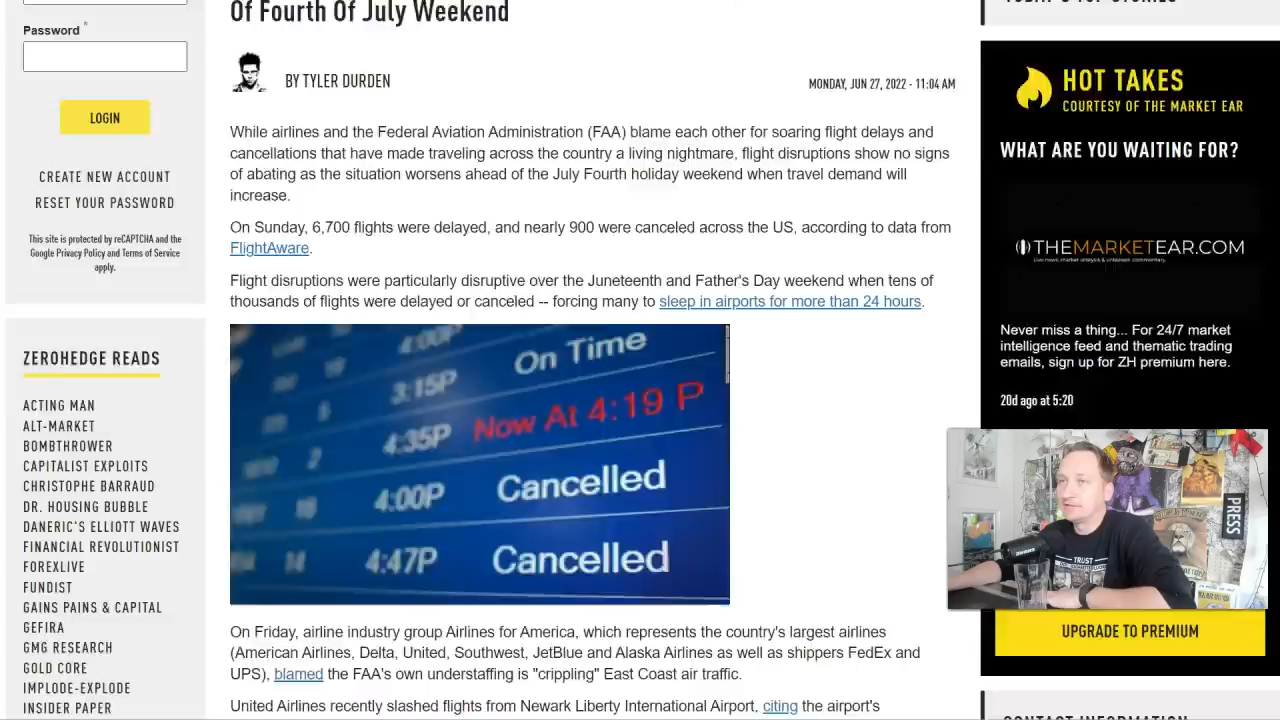 Password *
LOGIN
CREATE NEW ACCOUNT
RESET YOUR PASSWORD
This site is protected by reCAPTCHA and the
Google Privacy Policy and Terms of Service
apply.
ZEROHEDGE READS
ACTING MAN
ALT-MARKET
BOMBTHROWER
CAPITALIST EXPLOITS
CHRISTOPHE BARRAUD
DR. HOUSING BUBBLE
DANERIC'S ELLIOTT WAVES
FINANCIAL REVOLUTIONIST
FOREXLIVE
FUNDIST
GAINS PAINS & CAPITAL
GEFIRA
GMG RESEARCH
GOLD CORE
IMPLODE-EXPLODE
INSIDER PAPER
Of Fourth Of July Weekend
BY TYLER DURDEN
MONDAY, JUN 27, 2022 - 11:04 AM
While airlines and the Federal Aviation Administration (FAA) blame each other for soaring flight delays and
cancellations that have made traveling across the country a living nightmare, flight disruptions show no signs
of abating as the situation worsens ahead of the July Fourth holiday weekend when travel demand will
increase.
On Sunday, 6,700 flights were delayed, and nearly 900 were canceled across the US, according to data from
FlightAware.
Flight disruptions were particularly disruptive over the Juneteenth and Father's Day weekend when tens of
thousands of flights were delayed or canceled -- forcing many to sleep in airports for more than 24 hours.
4:00P
3:15P On Time
4:35P Now At 4:19 P
4:00P Cancelled
4:47P Cancelled
On Friday, airline industry group Airlines for America, which represents the country's largest airlines
(American Airlines, Delta, United, Southwest, JetBlue and Alaska Airlines as well as shippers FedEx and
UPS), blamed the FAA's own understaffing is "crippling" East Coast air traffic.
United Airlines recently slashed flights from Newark Liberty International Airport, citing the airport's
TODAY'S TOP STORIES
HOT TAKES
COURTESY OF THE MARKET EAR
WHAT ARE YOU WAITING FOR?
THEMARKETEAR.COM
Live news, market analysis & unbiased commentary.
Never miss a thing... For 24/7 market
intelligence feed and thematic trading
emails, sign up for ZH premium here.
20d ago at 5:20
PRESS
TRUST
UPGRADE TO PREMIUM
CONTACT INFORMATION